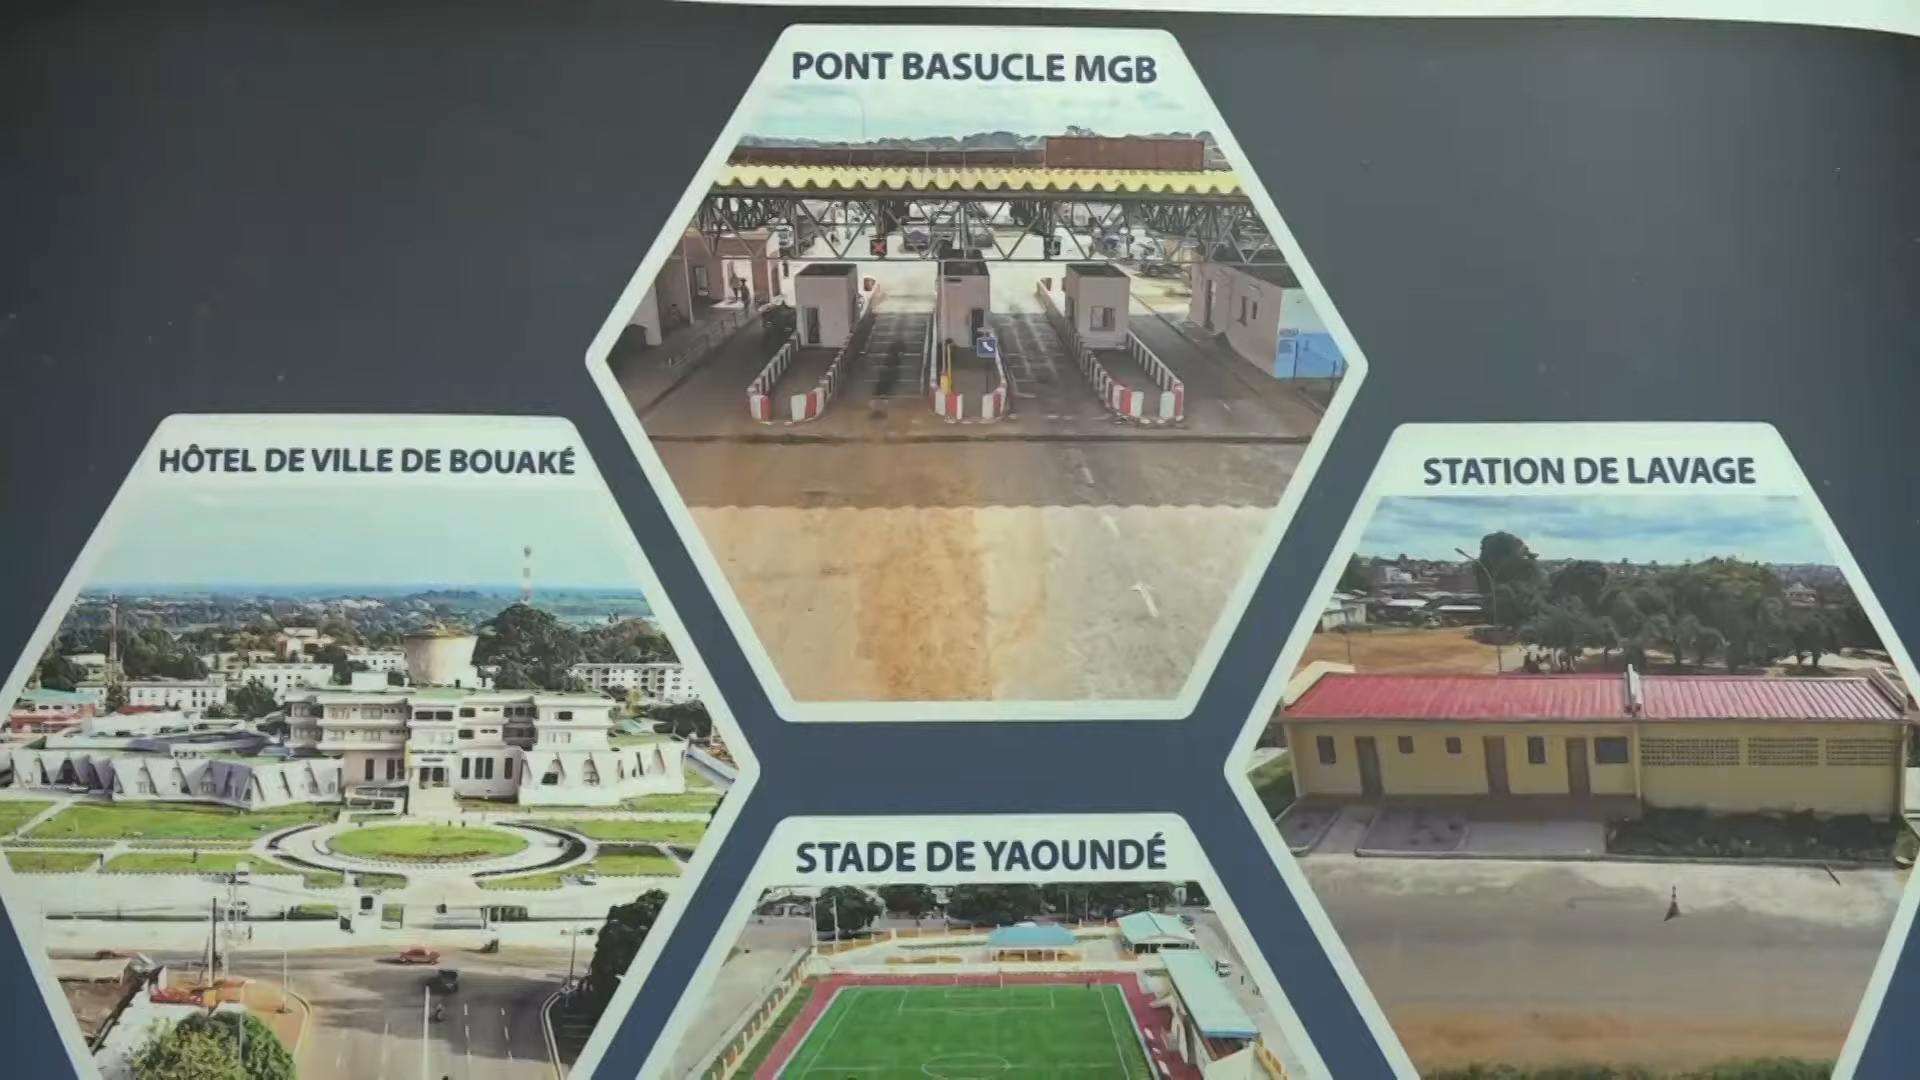 PONT BASUCLE MGB
HÔTEL DE VILLE DE BOUAKÉ
STATION DE LAVAGE
STADE DE YAOUNDÉ